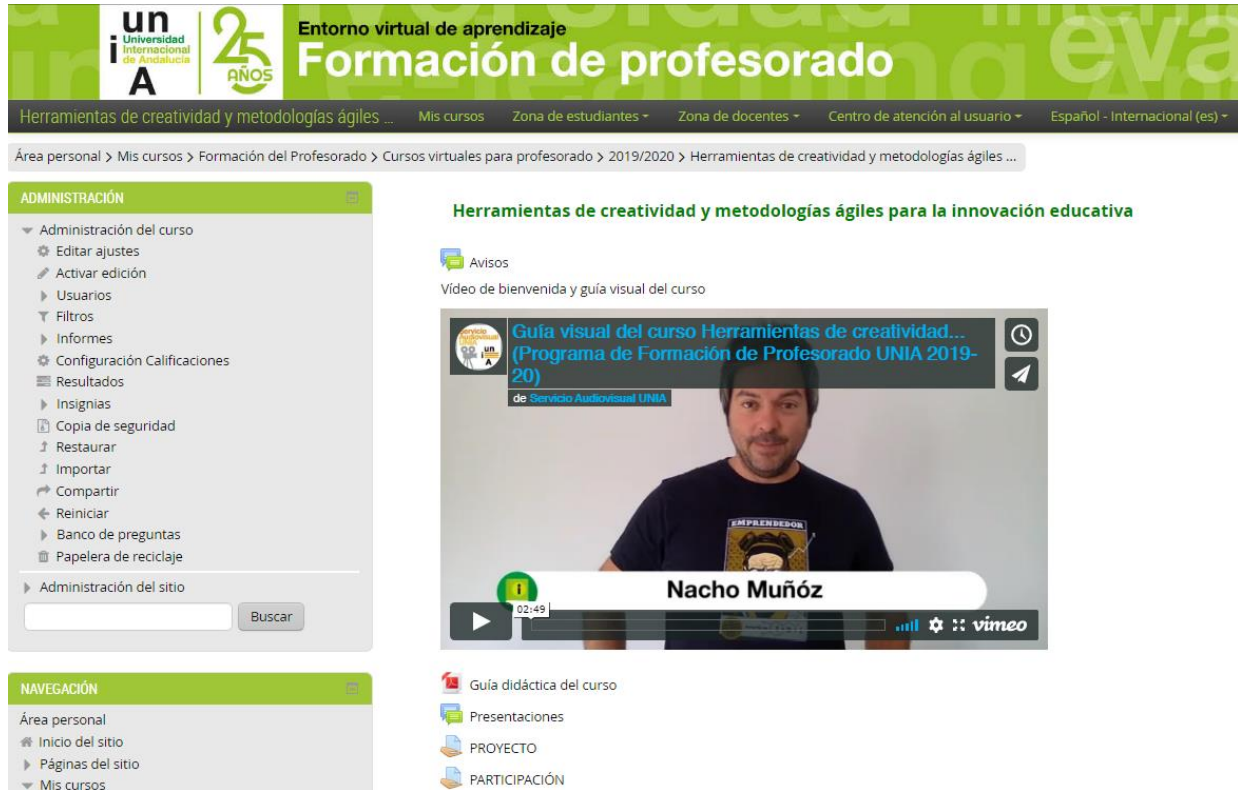 un
i
Universidad
Internacional
de Andalucía
A
25
AÑOS
Entorno virtual de aprendizaje
Formación de profesorado
e-learning
eva
Herramientas de creatividad y metodologías ágiles ...
Mis cursos
Zona de estudiantes
Zona de docentes
Centro de atención al usuario
Español - Internacional (es)
Área personal > Mis cursos > Formación del Profesorado > Cursos virtuales para profesorado > 2019/2020 > Herramientas de creatividad y metodologías ágiles ...
ADMINISTRACIÓN
Administración del curso
Editar ajustes
Activar edición
Usuarios
Filtros
Informes
Configuración Calificaciones
Resultados
Insignias
Copia de seguridad
Restaurar
Importar
Compartir
Reiniciar
Banco de preguntas
Papelera de reciclaje
Administración del sitio
Buscar
NAVEGACIÓN
Área personal
Inicio del sitio
Páginas del sitio
Mis cursos
Herramientas de creatividad y metodologías ágiles para la innovación educativa
Avisos
Vídeo de bienvenida y guía visual del curso
Servicio
Audiovisual
UNIA
un
i
A
Guía visual del curso Herramientas de creatividad...
(Programa de Formación de Profesorado UNIA 2019-
20)
de Servicio Audiovisual UNIA
EMPRENDEDOR
i
Nacho Muñóz
02:49
vimeo
Guía didáctica del curso
Presentaciones
PROYECTO
PARTICIPACIÓN